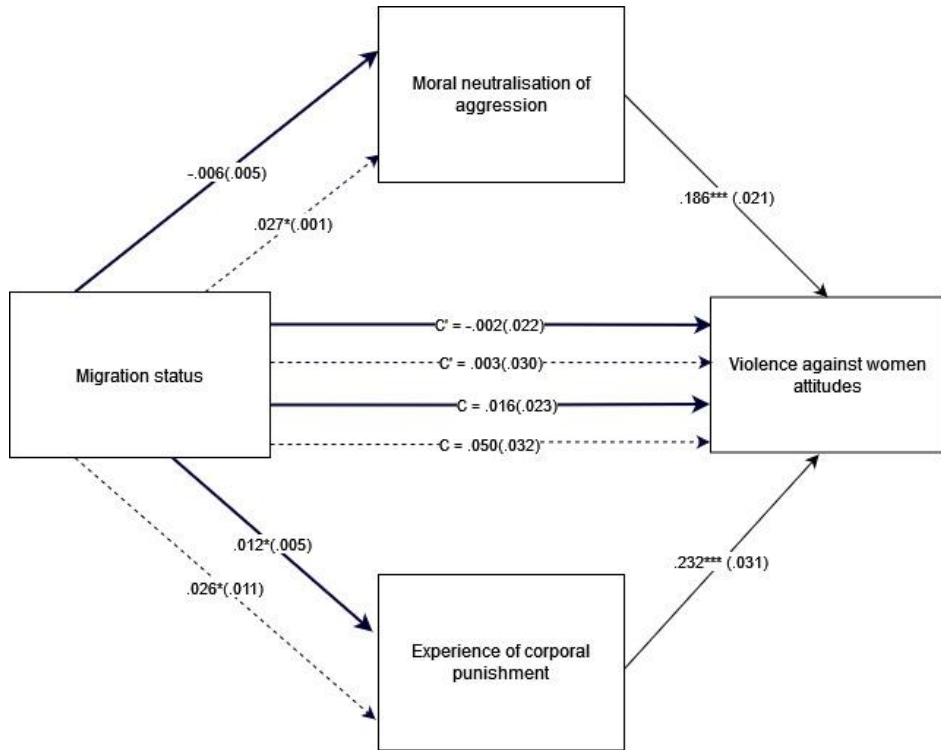 Moral neutralisation of
aggression
-.006(.005)
.027*(.001)
.186*** (.021)
Migration status
C' = -.002(.022)
C' = .003(.030)
C = .016(.023)
C = .050(.032)
Violence against women
attitudes
.012*(.005)
.026*(.011)
.232*** (.031)
Experience of corporal
punishment